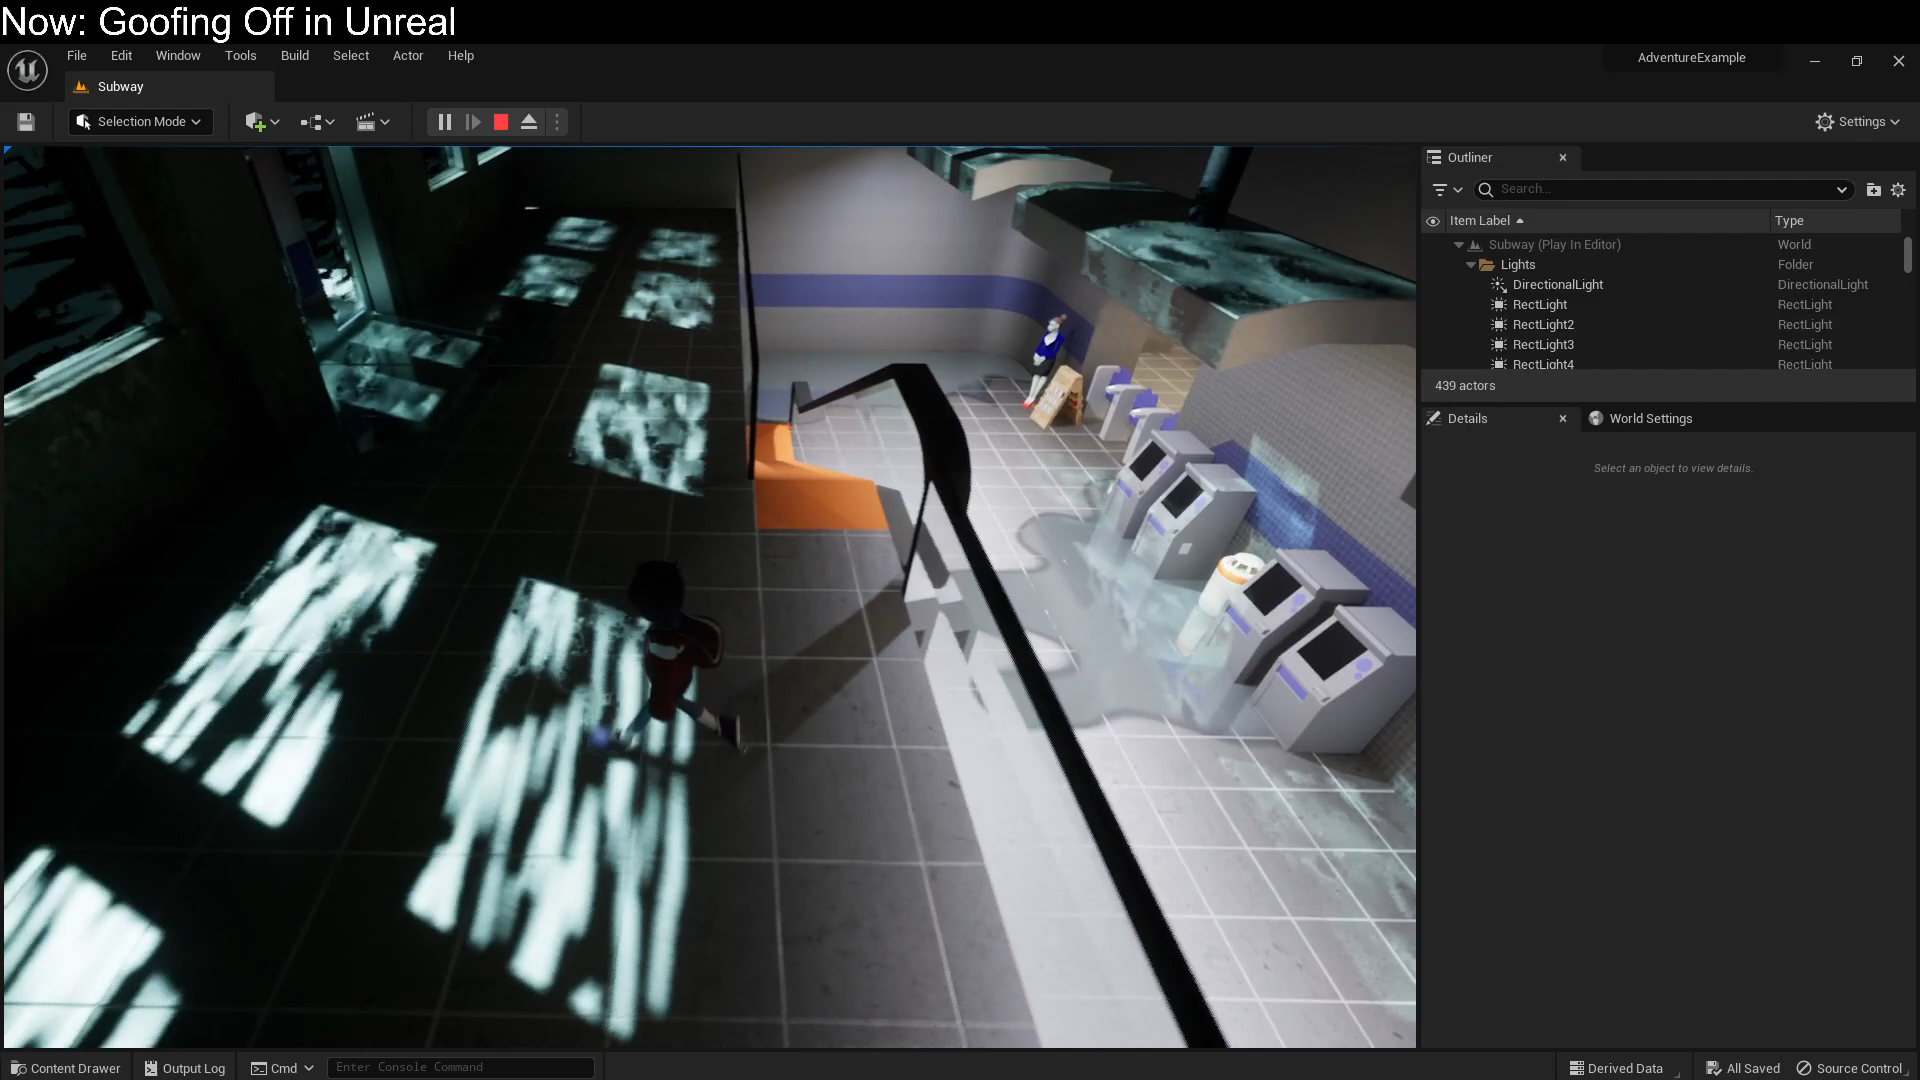 Now: Goofing Off in Unreal
File Edit Window Tools Build Select Actor Help
AdventureExample
Subway
Selection Mode
Settings
Outliner
Search...
Item Label Type
Subway (Play In Editor) World
Lights Folder
DirectionalLight DirectionalLight
RectLight RectLight
RectLight2 RectLight
RectLight3 RectLight
RectLight4 RectLight
439 actors
Details World Settings
Select an object to view details.
Content Drawer Output Log Cmd Enter Console Command Derived Data All Saved Source Control